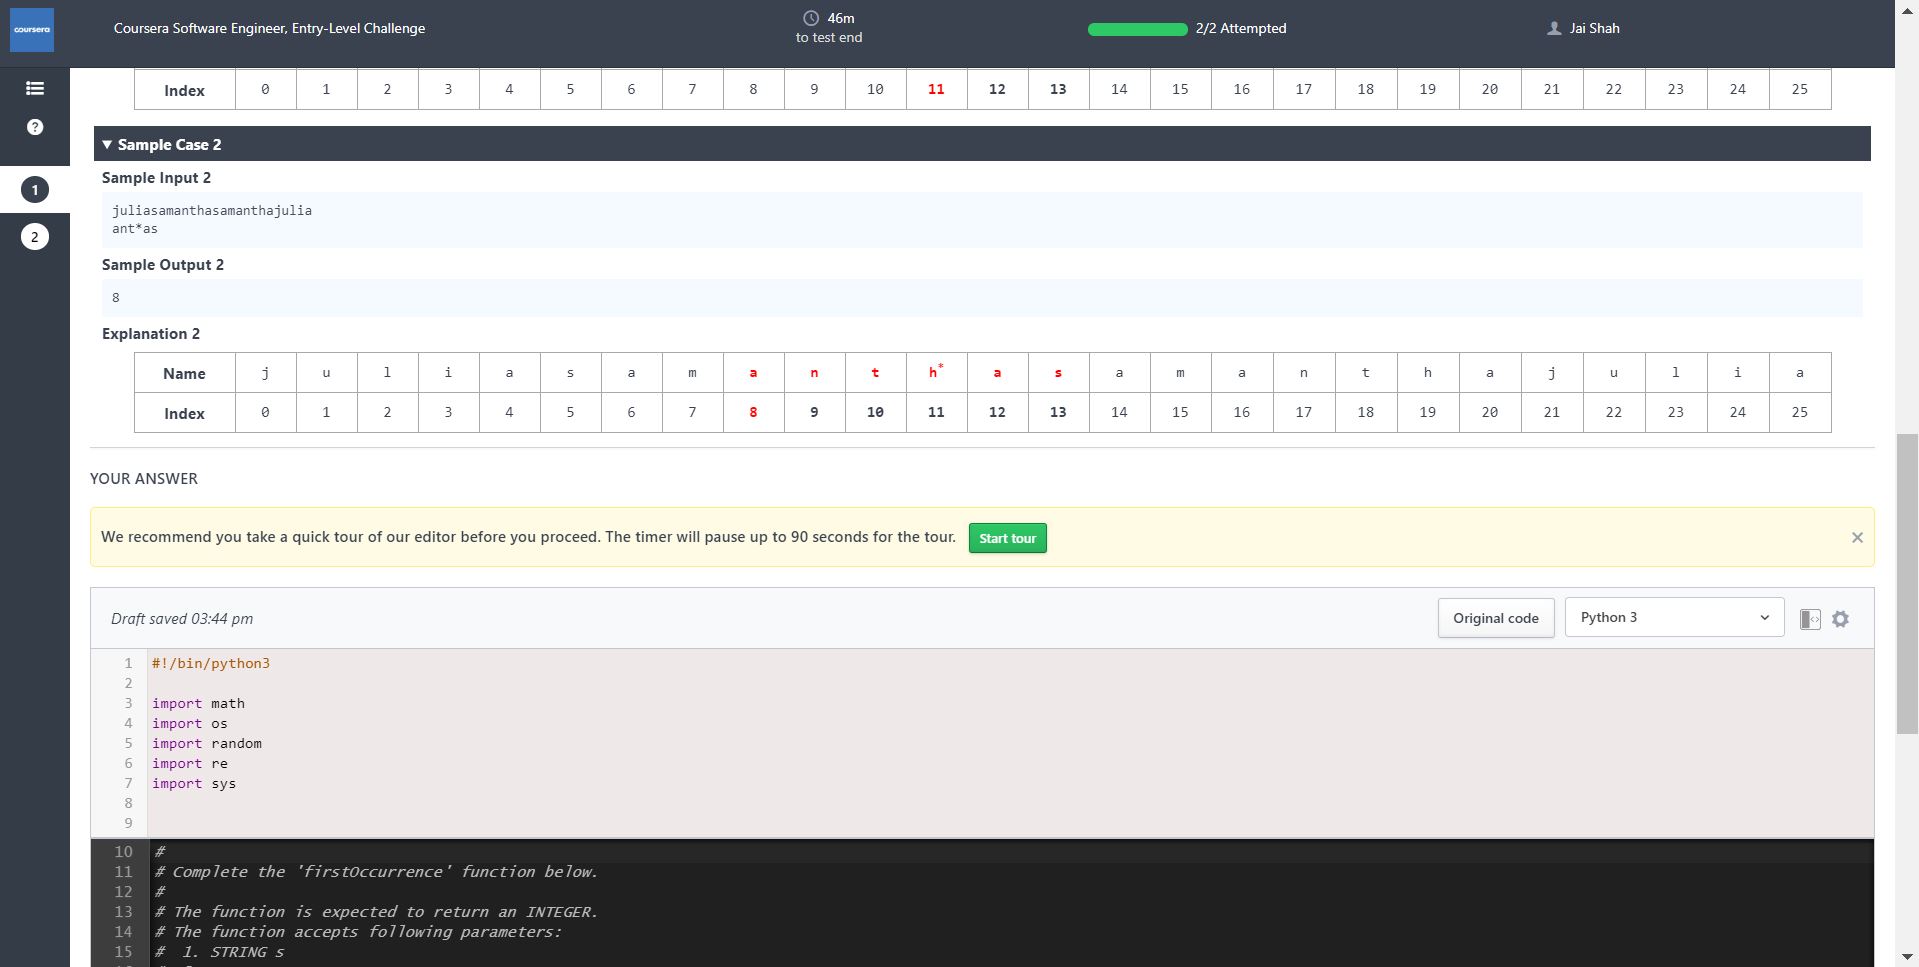 coursera
Coursera Software Engineer, Entry-Level Challenge
46m
to test end
2/2 Attempted
Jai Shah
?
1
2
Index 0 1 2 3 4 5 6 7 8 9 10 11 12 13 14 15 16 17 18 19 20 21 22 23 24 25
▼ Sample Case 2
Sample Input 2
juliasamanthasamanthajulia
ant*as
Sample Output 2
8
Explanation 2
Name j u l i a s a m a n t h* a s a m a n t h a j u l i a
Index 0 1 2 3 4 5 6 7 8 9 10 11 12 13 14 15 16 17 18 19 20 21 22 23 24 25
YOUR ANSWER
We recommend you take a quick tour of our editor before you proceed. The timer will pause up to 90 seconds for the tour. Start tour ×
Draft saved 03:44 pm
Original code
Python 3
1 #!/bin/python3
2
3 import math
4 import os
5 import random
6 import re
7 import sys
8
9
10 #
11 # Complete the 'firstOccurrence' function below.
12 #
13 # The function is expected to return an INTEGER.
14 # The function accepts following parameters:
15 # 1. STRING s